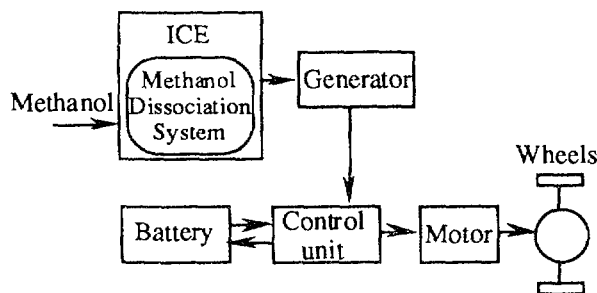 ICE
Methanol
Dissociation
System
Methanol
Generator
Wheels
Battery
Control
unit
Motor